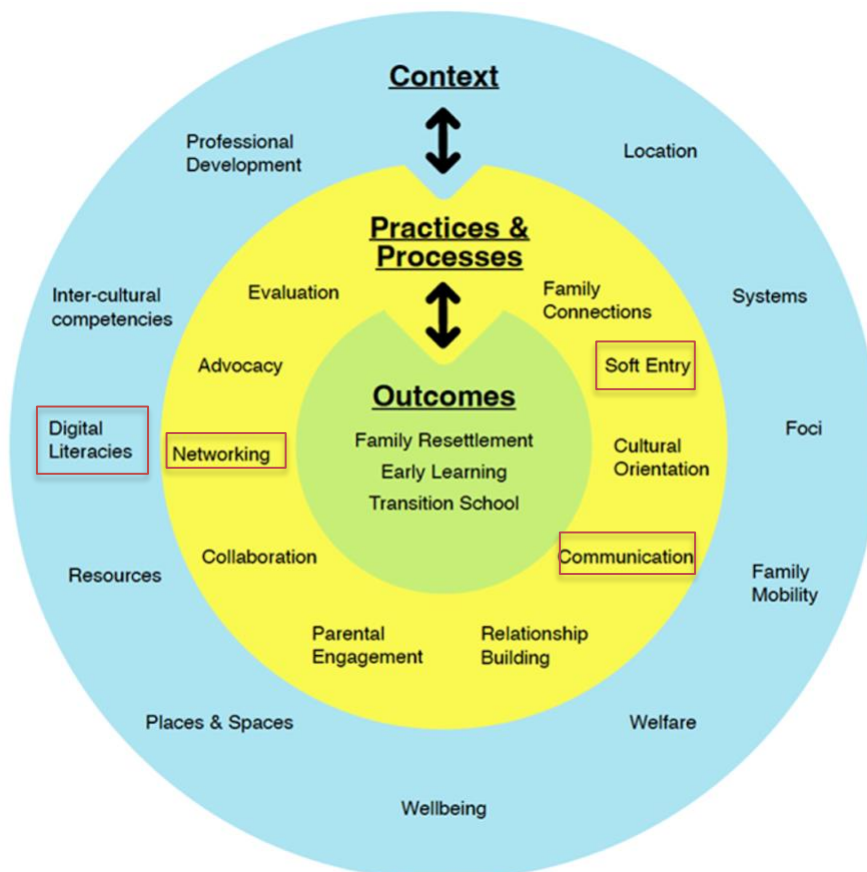 Context
Professional
Development
Location
Practices &
Processes
Evaluation
Family
Connections
Inter-cultural
competencies
Systems
Advocacy
Soft Entry
Outcomes
Digital
Literacies
Networking
Family Resettlement
Early Learning
Transition School
Cultural
Orientation
Foci
Collaboration
Communication
Resources
Family
Mobility
Parental
Engagement
Relationship
Building
Places & Spaces
Welfare
Wellbeing